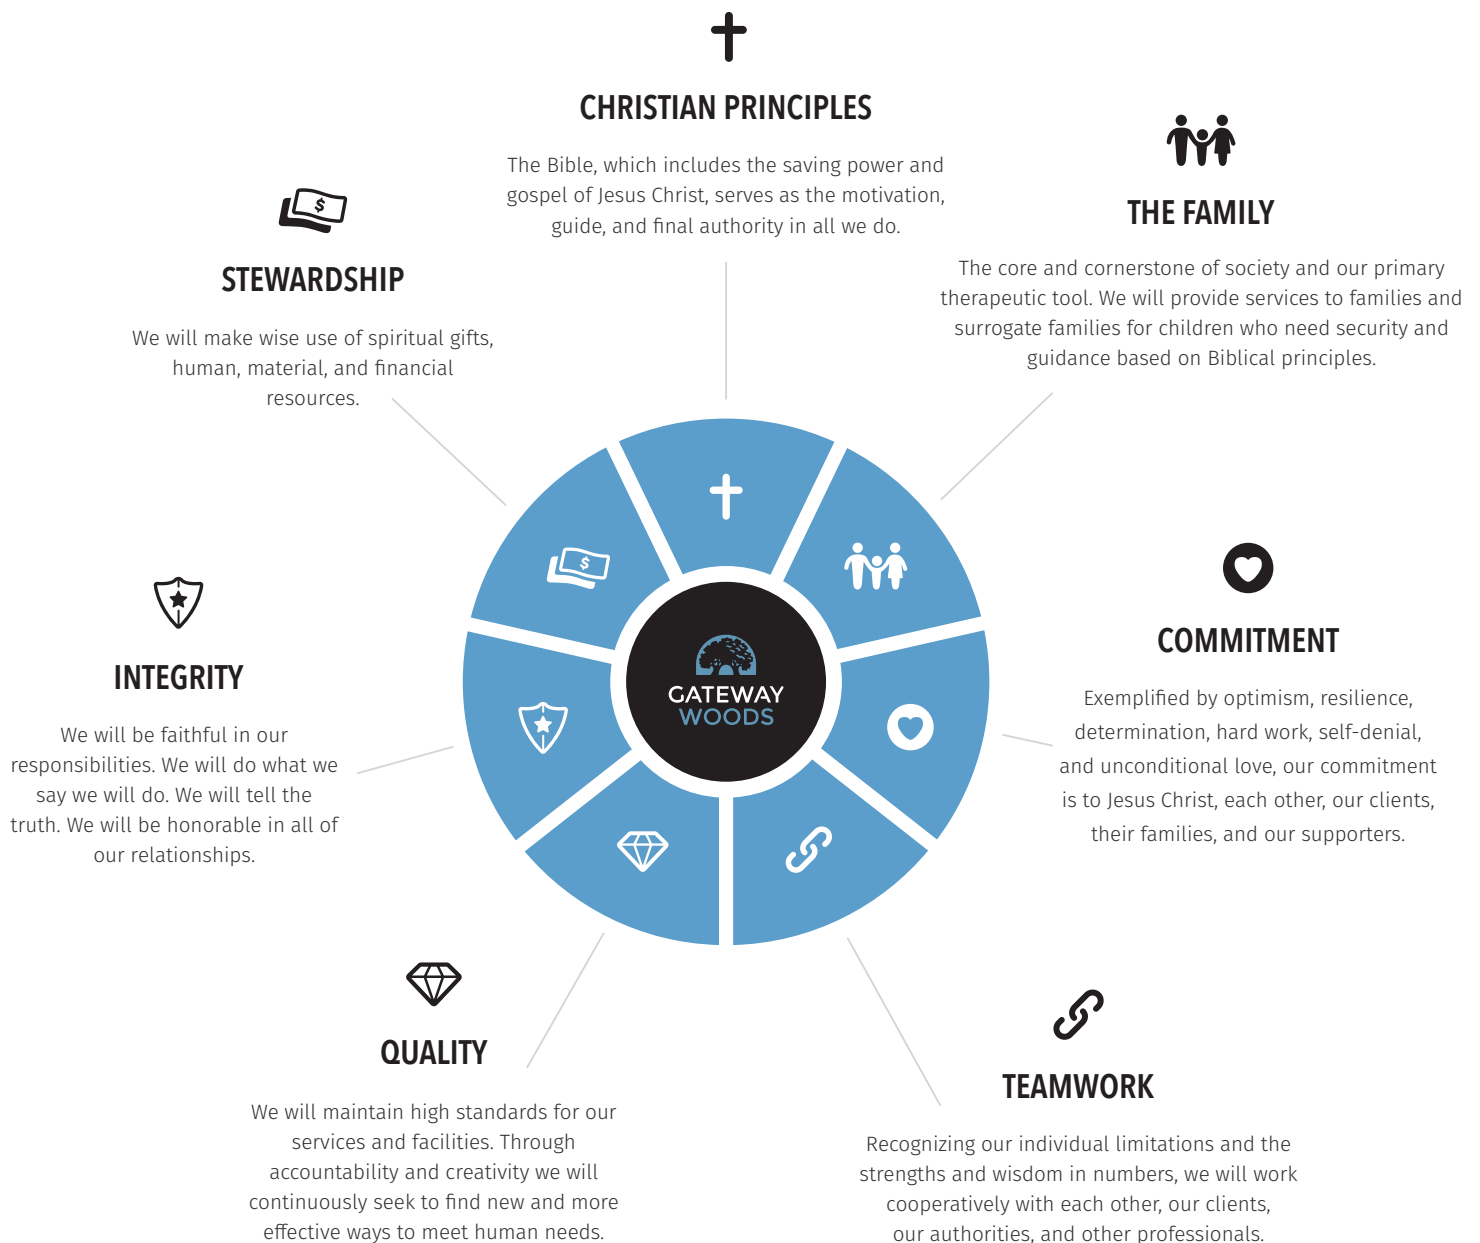 CHRISTIAN PRINCIPLES
The Bible, which includes the saving power and
gospel of Jesus Christ, serves as the motivation,
guide, and final authority in all we do.
THE FAMILY
The core and cornerstone of society and our primary
therapeutic tool. We will provide services to families and
surrogate families for children who need security and
guidance based on Biblical principles.
STEWARDSHIP
We will make wise use of spiritual gifts,
human, material, and financial
resources.
COMMITMENT
Exemplified by optimism, resilience,
determination, hard work, self-denial,
and unconditional love, our commitment
is to Jesus Christ, each other, our clients,
their families, and our supporters.
INTEGRITY
We will be faithful in our
responsibilities. We will do what we
say we will do. We will tell the
truth. We will be honorable in all of
our relationships.
GATEWAY
WOODS
QUALITY
We will maintain high standards for our
services and facilities. Through
accountability and creativity we will
continuously seek to find new and more
effective ways to meet human needs.
TEAMWORK
Recognizing our individual limitations and the
strengths and wisdom in numbers, we will work
cooperatively with each other, our clients,
our authorities, and other professionals.